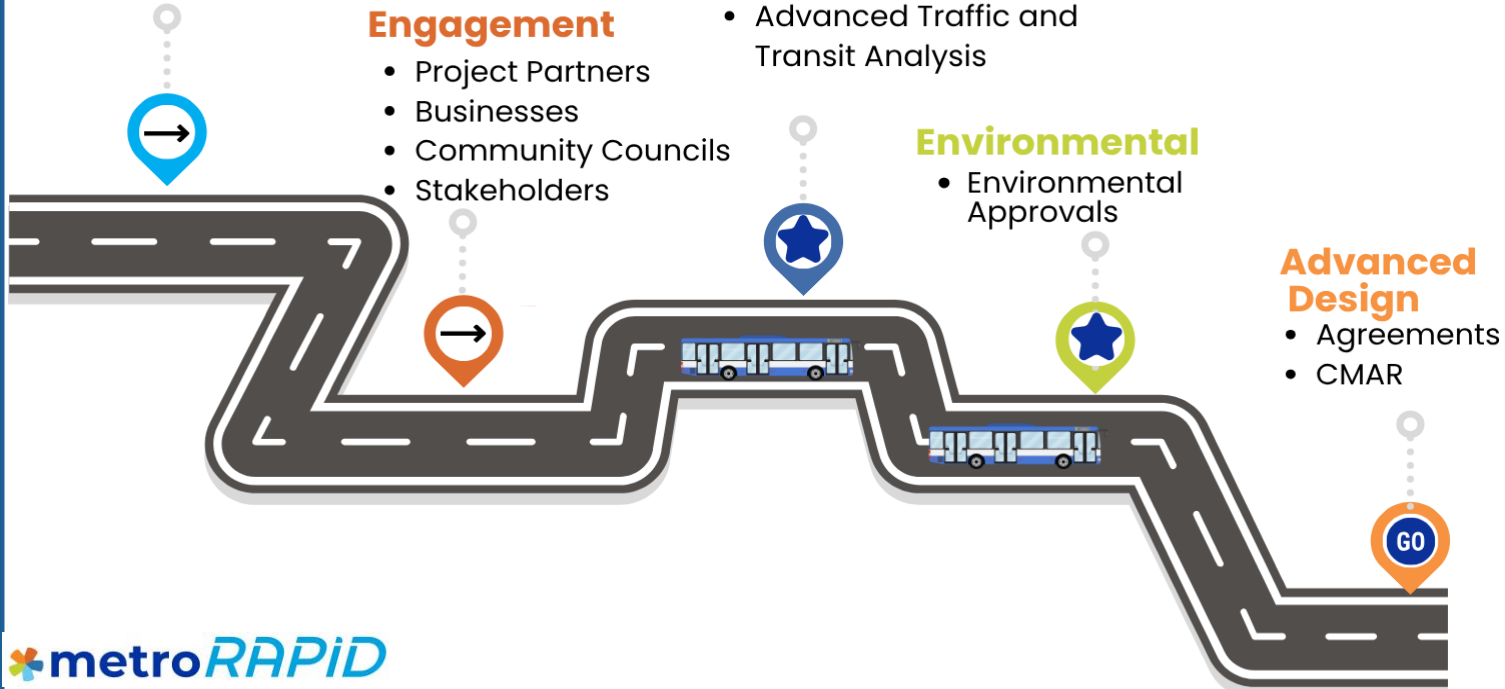 Engagement
• Project Partners
• Businesses
• Community Councils
• Stakeholders
• Advanced Traffic and
Transit Analysis
Environmental
• Environmental
Approvals
Advanced
Design
• Agreements
• CMAR
GO
metroRAPiD